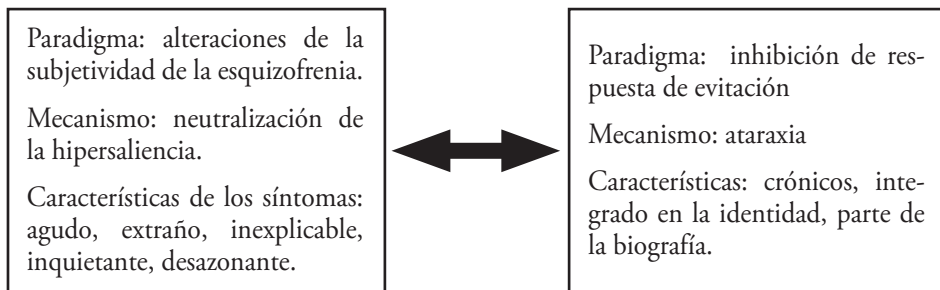 Paradigma: alteraciones de la
subjetividad de la esquizofrenia.
Mecanismo: neutralización de
la hipersaliencia.
Características de los síntomas:
agudo, extraño, inexplicable,
inquietante, desazonante.
Paradigma: inhibición de res-
puesta de evitación
Mecanismo: ataraxia
Características: crónicos, inte-
grado en la identidad, parte de
la biografía.